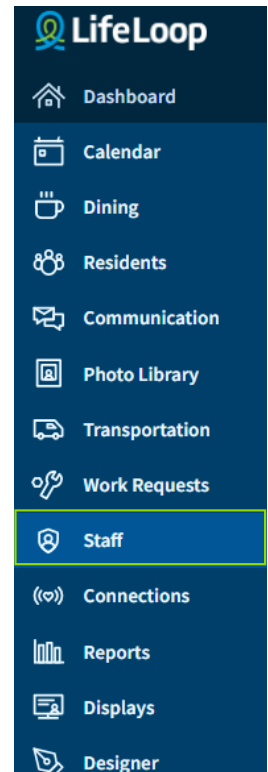 LifeLoop
Dashboard
Calendar
Dining
Residents
Communication
Photo Library
Transportation
Work Requests
Staff
Connections
Reports
Displays
Designer